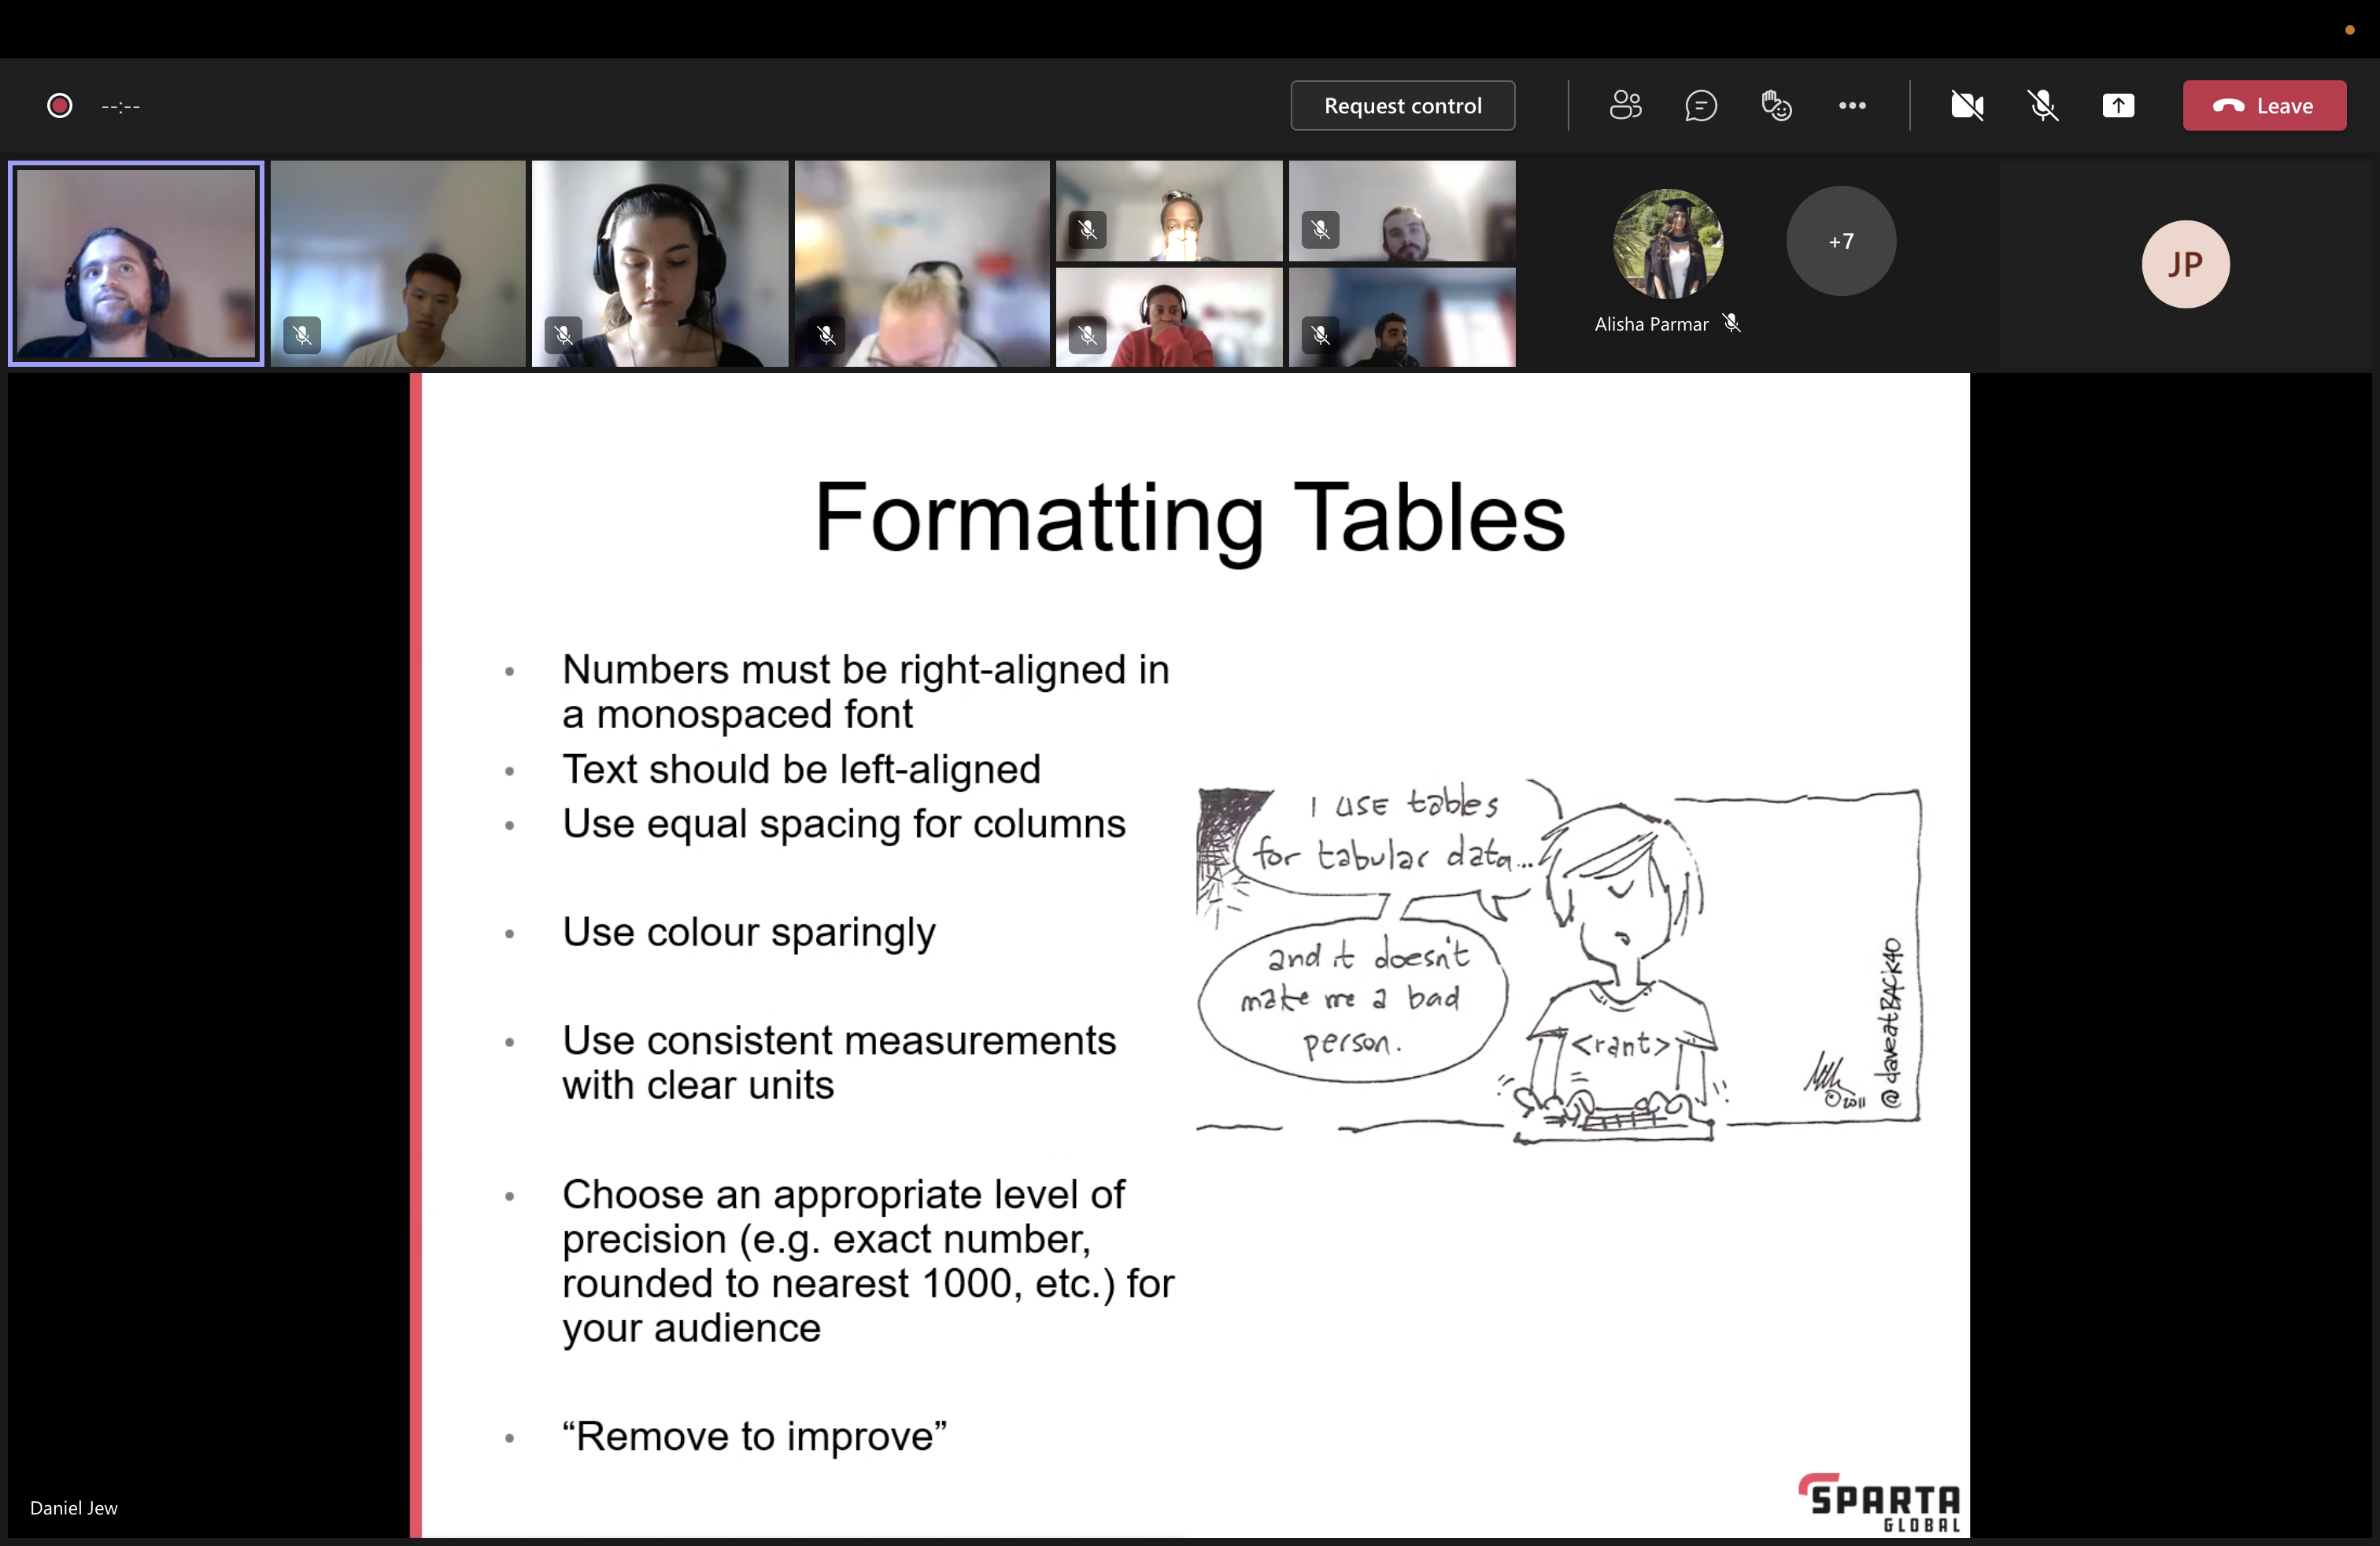 --:--
Request control
Leave
Alisha Parmar
+7
JP
Formatting Tables
• Numbers must be right-aligned in
a monospaced font
• Text should be left-aligned
• Use equal spacing for columns
• Use colour sparingly
• Use consistent measurements
with clear units
• Choose an appropriate level of
precision (e.g. exact number,
rounded to nearest 1000, etc.) for
your audience
• “Remove to improve”
I USE tables
for tabular data...
and it doesn't
make me a bad
person.
<rant>
©2011
@daveatBACK40
Daniel Jew
SPARTA
GLOBAL